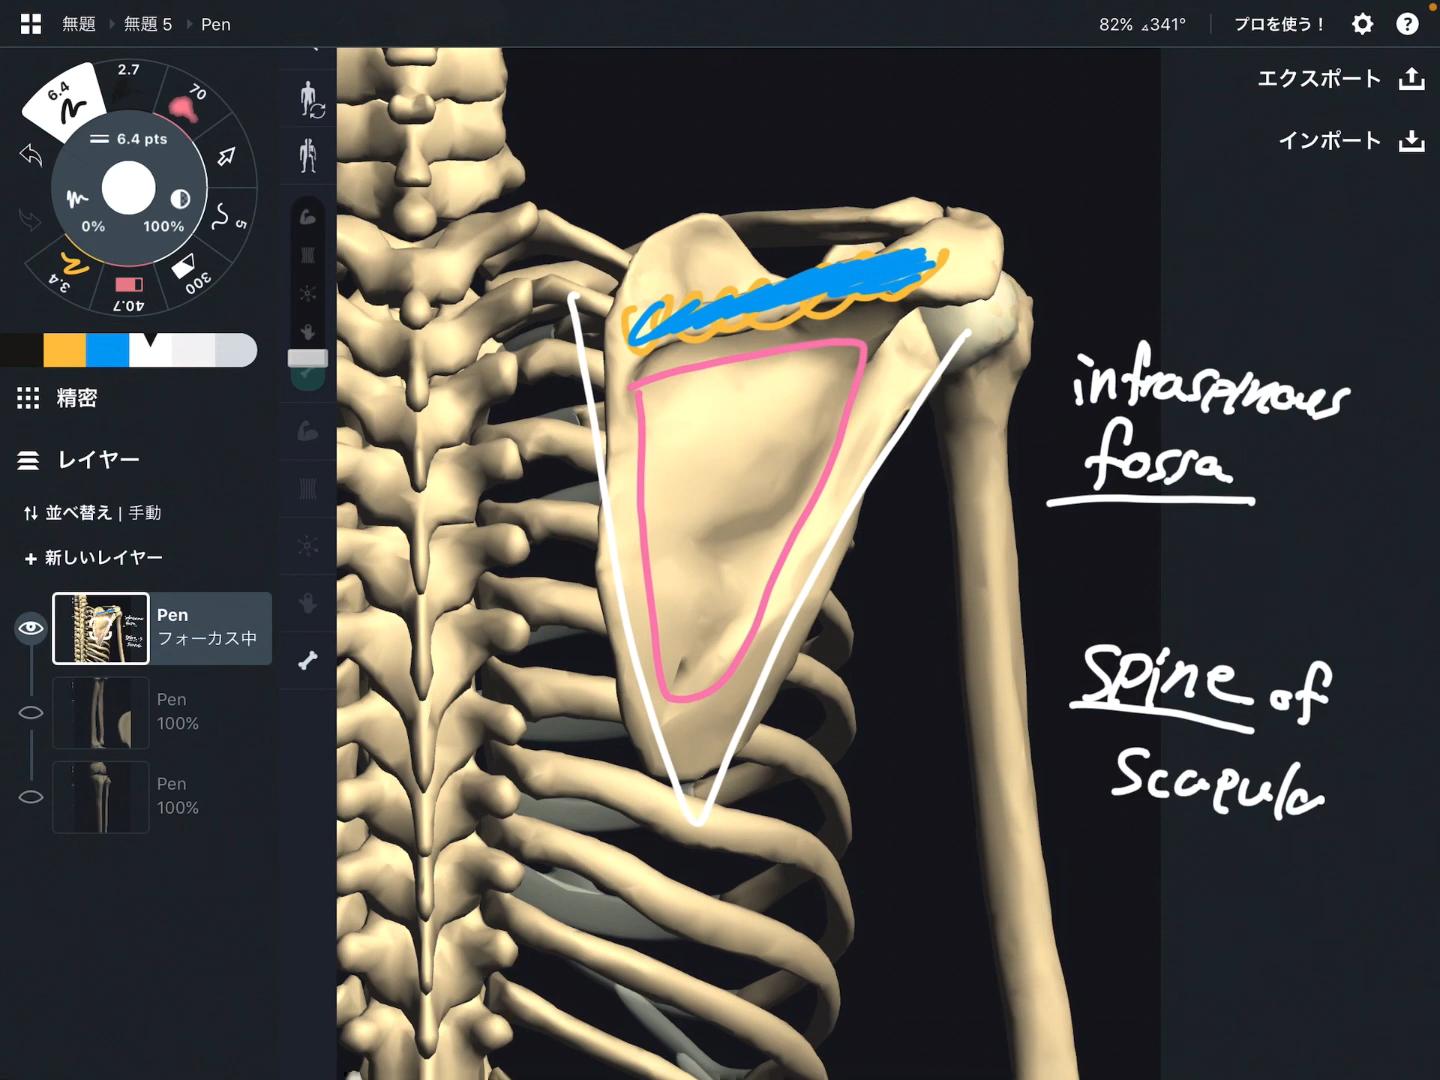 無題 無題 5 Pen
82% ⊿341° プロを使う！
エクスポート
インポート
2.7
6.4
70
6.4 pts
0% 100%
5
300
40.7
3.4
精密
レイヤー
並べ替え | 手動
+ 新しいレイヤー
Pen
フォーカス中
Pen
100%
Pen
100%
infraspinous
fossa
Spine of
Scapula